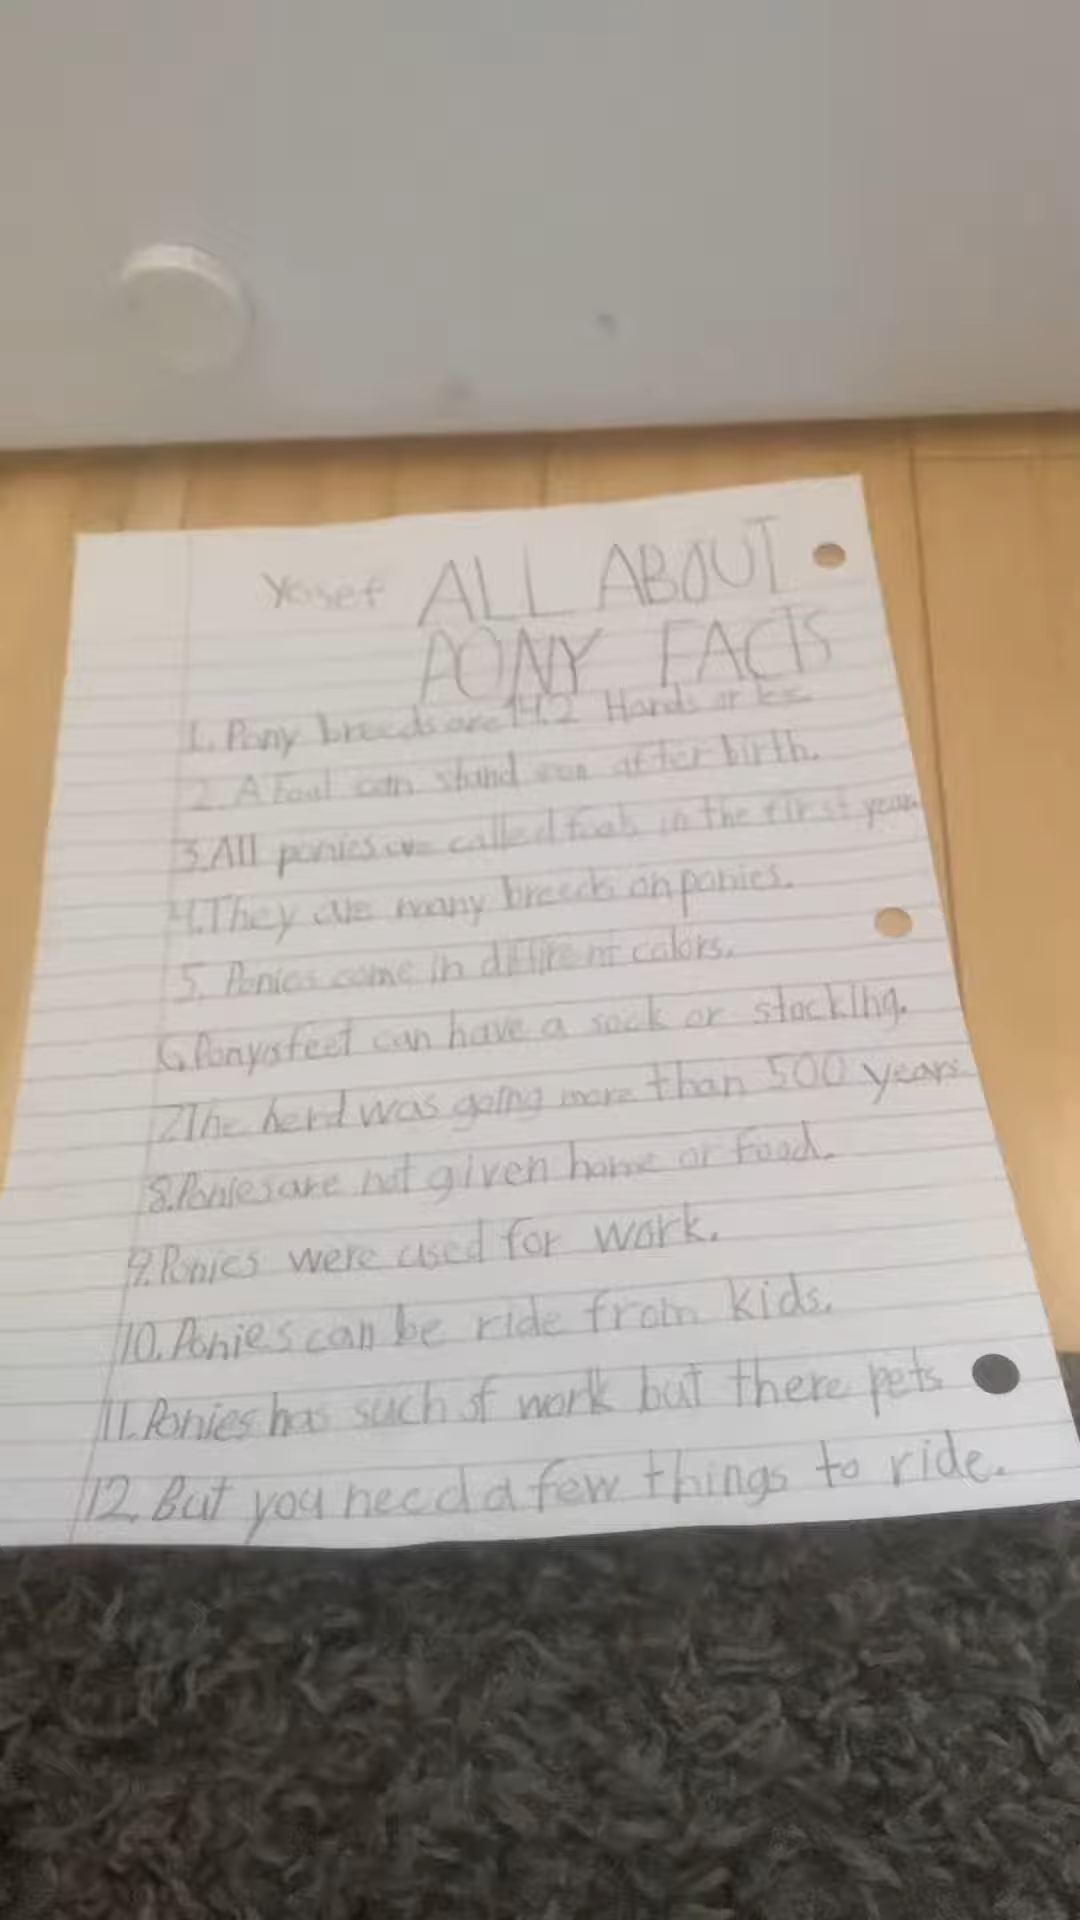 Yosef ALL ABOUT
PONY FACTS
1. Pony breeds are 14.2 Hands or less
2. A Foal can stand after birth.
3. All ponies are called foals in the first year
4. They are many breeds on ponies.
5. Ponies come in different colors.
6. Ponys feet can have a sock or stocking.
7 The herd was going more than 500 years
8. Ponies are not given home or food.
9. Ponies were used for work.
10. Ponies can be ride from kids.
11. Ponies has such of work but there pets
12. But you need a few things to ride.